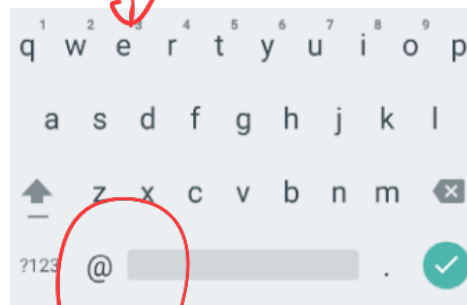 1 2 3 4 5 6 7 8 9
q w e r t y u i o p
a s d f g h j k l
z x c v b n m
?123 @ .